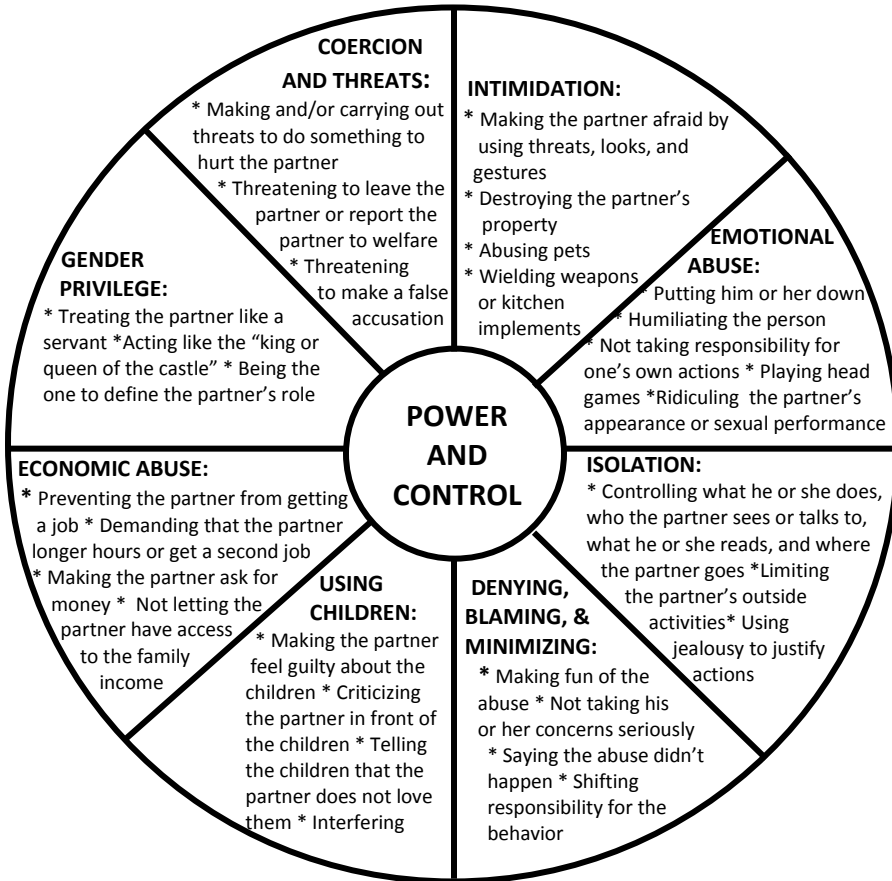 COERCION
AND THREATS:
* Making and/or carrying out
threats to do something to
hurt the partner
* Threatening to leave the
partner or report the
partner to welfare
* Threatening
to make a false
accusation
INTIMIDATION:
* Making the partner afraid by
using threats, looks, and
gestures
* Destroying the partner’s
property
* Abusing pets
* Wielding weapons
or kitchen
implements
EMOTIONAL
ABUSE:
* Putting him or her down
* Humiliating the person
* Not taking responsibility for
one’s own actions * Playing head
games *Ridiculing the partner’s
appearance or sexual performance
ISOLATION:
* Controlling what he or she does,
who the partner sees or talks to,
what he or she reads, and where
the partner goes *Limiting
the partner’s outside
activities* Using
jealousy to justify
actions
DENYING,
BLAMING, &
MINIMIZING:
* Making fun of the
abuse * Not taking his
or her concerns seriously
* Saying the abuse didn’t
happen * Shifting
responsibility for the
behavior
USING
CHILDREN:
* Making the partner
feel guilty about the
children * Criticizing
the partner in front of
the children * Telling
the children that the
partner does not love
them * Interfering
ECONOMIC ABUSE:
* Preventing the partner from getting
a job * Demanding that the partner
longer hours or get a second job
* Making the partner ask for
money * Not letting the
partner have access
to the family
income
GENDER
PRIVILEGE:
* Treating the partner like a
servant *Acting like the “king or
queen of the castle” * Being the
one to define the partner’s role
POWER
AND
CONTROL